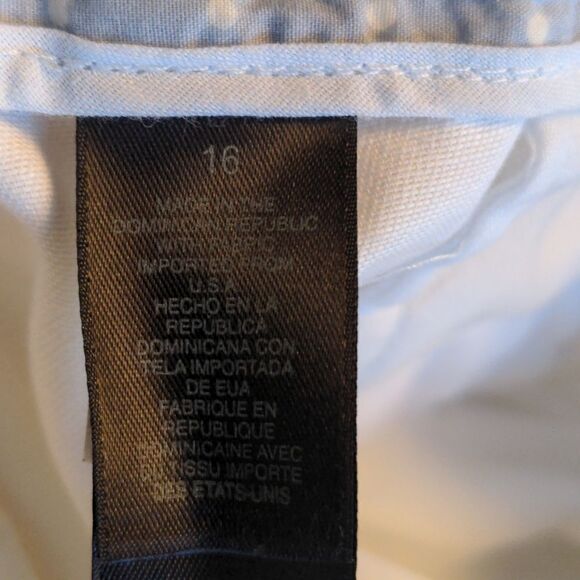 16
MADE IN THE
DOMINICAN REPUBLIC
WITH FABRIC
IMPORTED FROM
U.S.A
HECHO EN LA
REPUBLICA
DOMINICANA CON
TELA IMPORTADA
DE EUA
FABRIQUE EN
REPUBLIQUE
DOMINICAINE AVEC
DU TISSU IMPORTE
DES ETATS-UNIS